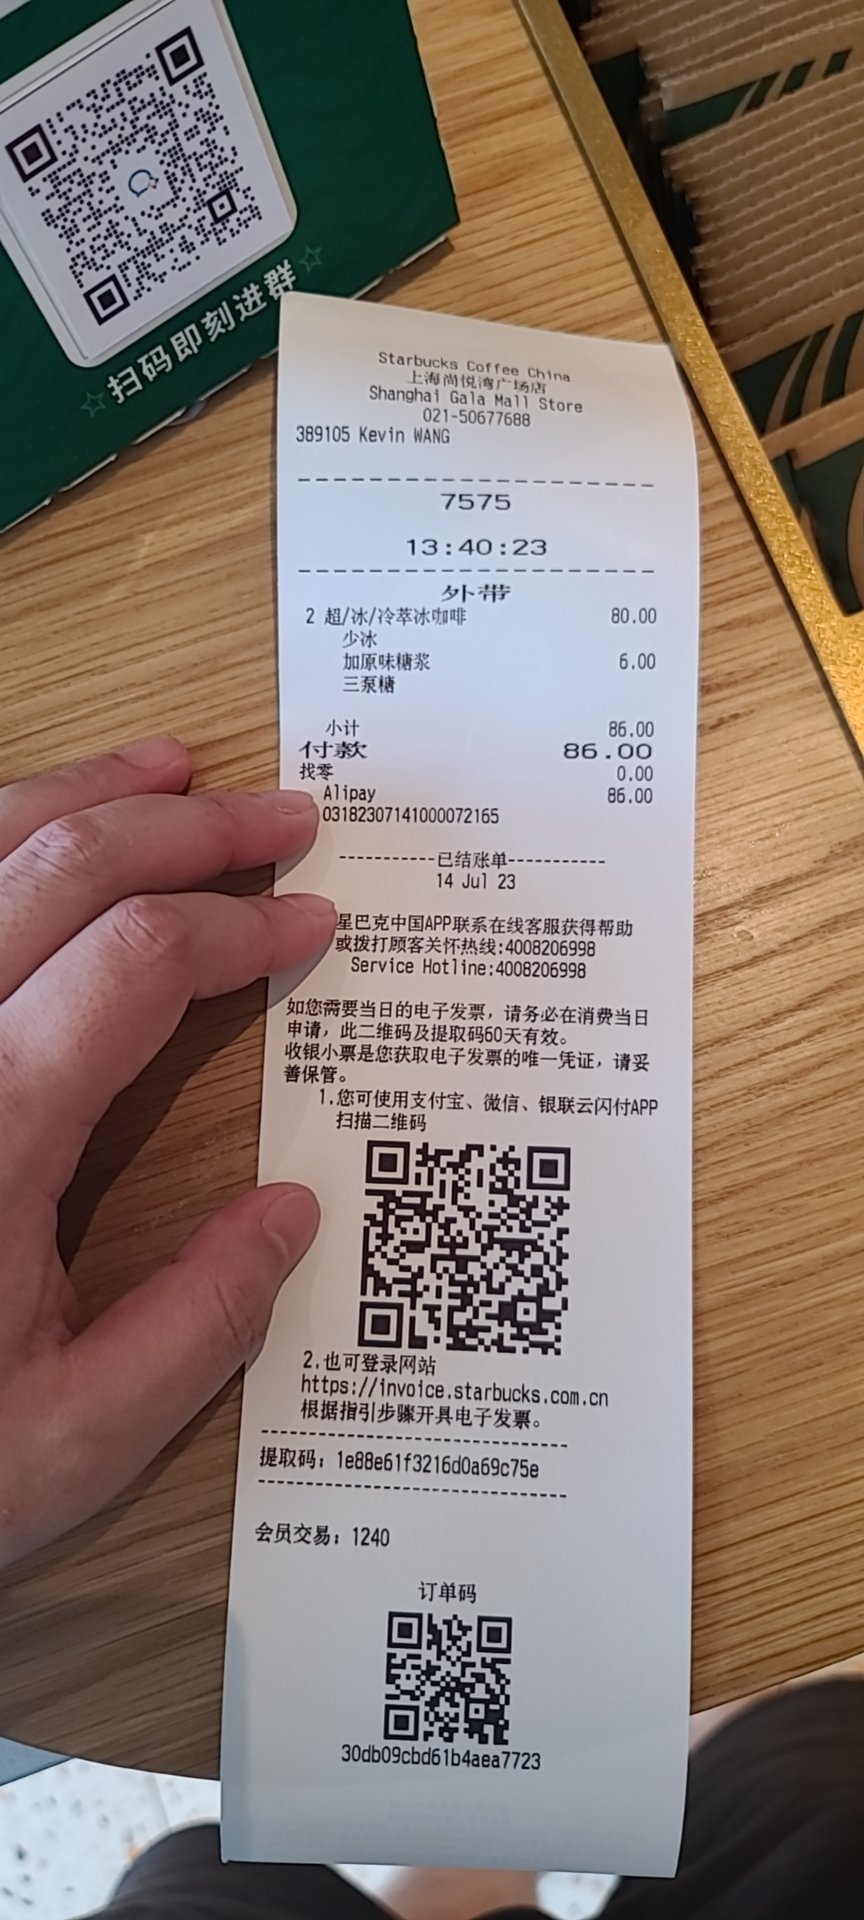 ☆扫码即刻进群☆
Starbucks Coffee China
上海尚悦湾广场店
Shanghai Gala Mall Store
021-50677688
389105 Kevin WANG
7575
13:40:23
外带
2 超/冰/冷萃冰咖啡 80.00
少冰
加原味糖浆 6.00
三泵糖
小计 86.00
付款 86.00
找零 0.00
Alipay 86.00
03182307141000072165
-----------已结账单-----------
14 Jul 23
星巴克中国APP联系在线客服获得帮助
或拨打顾客关怀热线:4008206998
Service Hotline:4008206998
如您需要当日的电子发票，请务必在消费当日
申请，此二维码及提取码60天有效。
收银小票是您获取电子发票的唯一凭证，请妥
善保管。
1.您可使用支付宝、微信、银联云闪付APP
扫描二维码
2.也可登录网站
https://invoice.starbucks.com.cn
根据指引步骤开具电子发票。
提取码：1e88e61f3216d0a69c75e
会员交易：1240
订单码
30db09cbd61b4aea7723